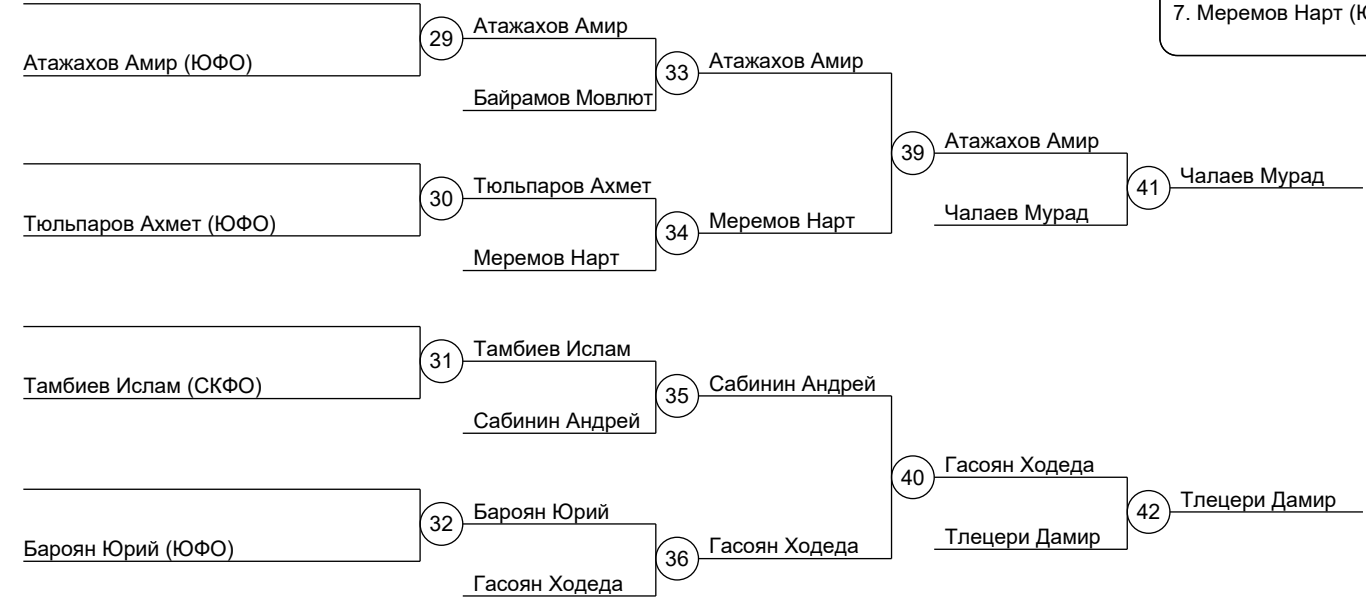 7. Меремов Нарт
Атажахов Амир
29
Атажахов Амир (ЮФО)
Атажахов Амир
33
Байрамов Мовлют
Атажахов Амир
39
Чалаев Мурад
41
Тюльпаров Ахмет
30
Чалаев Мурад
Тюльпаров Ахмет (ЮФО)
Меремов Нарт
34
Меремов Нарт
Тамбиев Ислам
31
Тамбиев Ислам (СКФО)
Сабинин Андрей
35
Сабинин Андрей
Гасоян Ходеда
40
Тлецери Дамир
42
Бароян Юрий
32
Тлецери Дамир
Бароян Юрий (ЮФО)
Гасоян Ходеда
36
Гасоян Ходеда